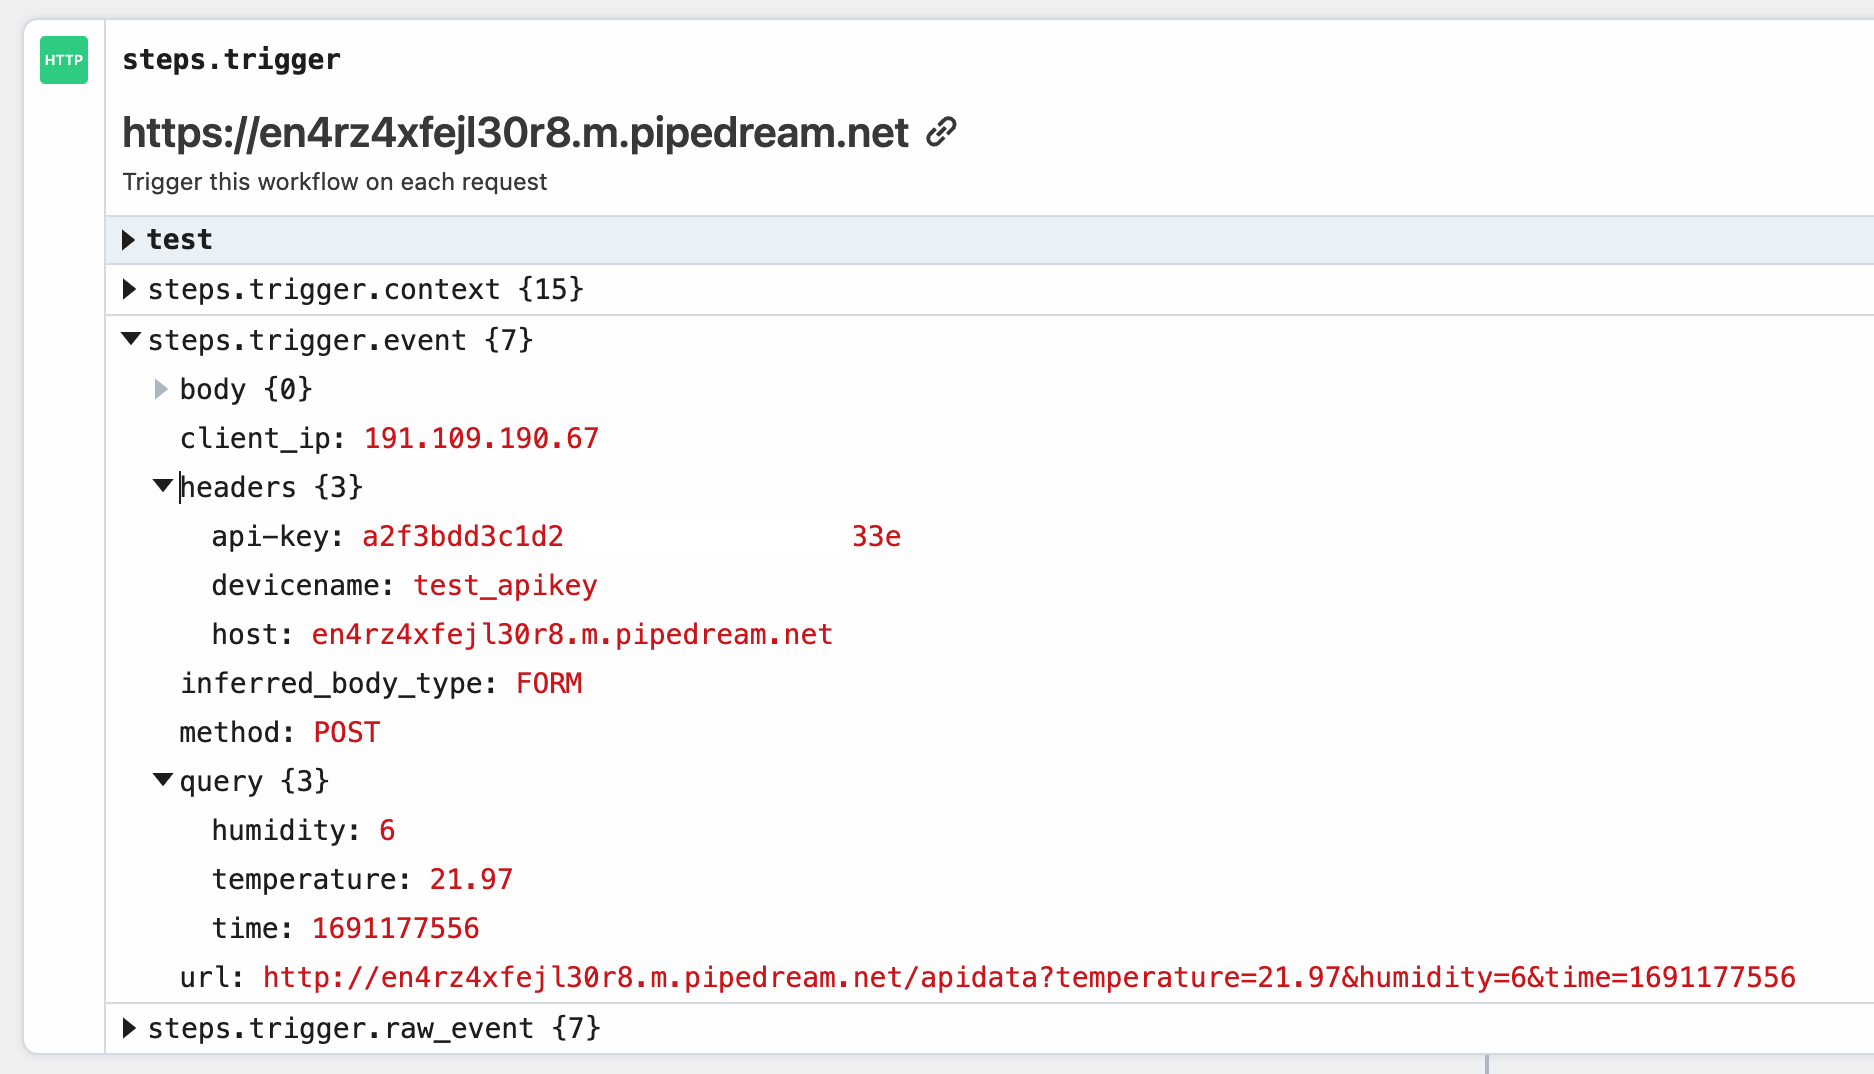 HTTP
steps.trigger
https://en4rz4xfejl30r8.m.pipedream.net
Trigger this workflow on each request
test
steps.trigger.context {15}
steps.trigger.event {7}
body {0}
client_ip: 191.109.190.67
headers {3}
api-key: a2f3bdd3c1d2 33e
devicename: test_apikey
host: en4rz4xfejl30r8.m.pipedream.net
inferred_body_type: FORM
method: POST
query {3}
humidity: 6
temperature: 21.97
time: 1691177556
url: http://en4rz4xfejl30r8.m.pipedream.net/apidata?temperature=21.97&humidity=6&time=1691177556
steps.trigger.raw_event {7}